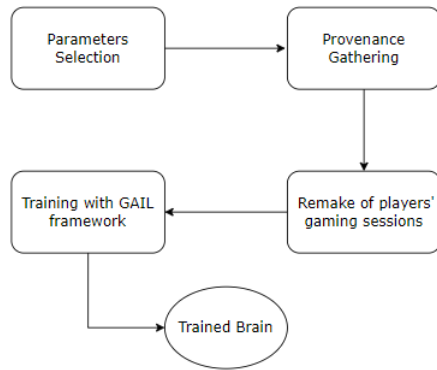 Parameters
Selection
Provenance
Gathering
Remake of players'
gaming sessions
Training with GAIL
framework
Trained Brain